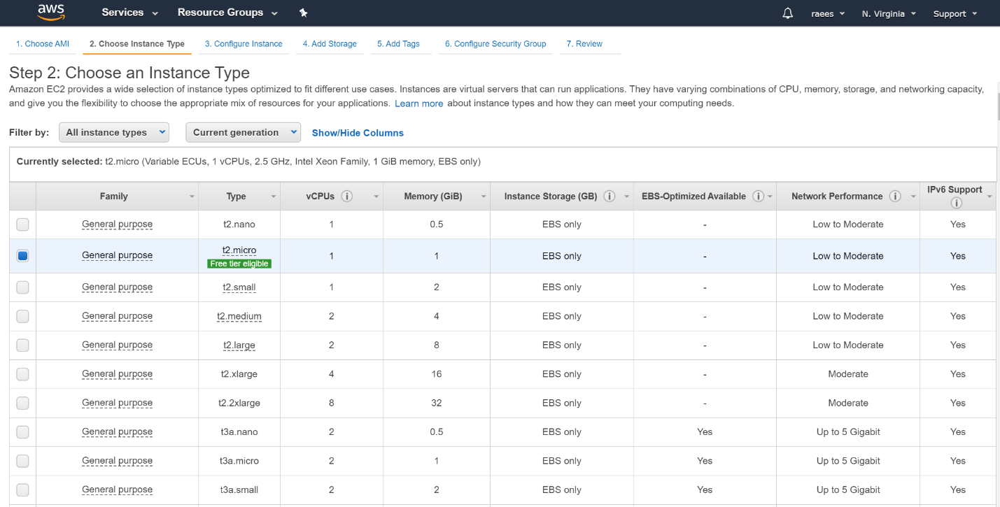 aws Services Resource Groups raees N. Virginia Support
1. Choose AMI 2. Choose Instance Type 3. Configure Instance 4. Add Storage 5. Add Tags 6. Configure Security Group 7. Review
Step 2: Choose an Instance Type
Amazon EC2 provides a wide selection of instance types optimized to fit different use cases. Instances are virtual servers that can run applications. They have varying combinations of CPU, memory, storage, and networking capacity,
and give you the flexibility to choose the appropriate mix of resources for your applications. Learn more about instance types and how they can meet your computing needs.
Filter by: All instance types Current generation Show/Hide Columns
Currently selected: t2.micro (Variable ECUs, 1 vCPUs, 2.5 GHz, Intel Xeon Family, 1 GiB memory, EBS only)
Family Type vCPUs i Memory (GiB) Instance Storage (GB) i EBS-Optimized Available i Network Performance i IPv6 Support i
General purpose t2.nano 1 0.5 EBS only - Low to Moderate Yes
General purpose t2.micro 1 1 EBS only - Low to Moderate Yes
Free tier eligible
General purpose t2.small 1 2 EBS only - Low to Moderate Yes
General purpose t2.medium 2 4 EBS only - Low to Moderate Yes
General purpose t2.large 2 8 EBS only - Low to Moderate Yes
General purpose t2.xlarge 4 16 EBS only - Moderate Yes
General purpose t2.2xlarge 8 32 EBS only - Moderate Yes
General purpose t3a.nano 2 0.5 EBS only Yes Up to 5 Gigabit Yes
General purpose t3a.micro 2 1 EBS only Yes Up to 5 Gigabit Yes
General purpose t3a.small 2 2 EBS only Yes Up to 5 Gigabit Yes